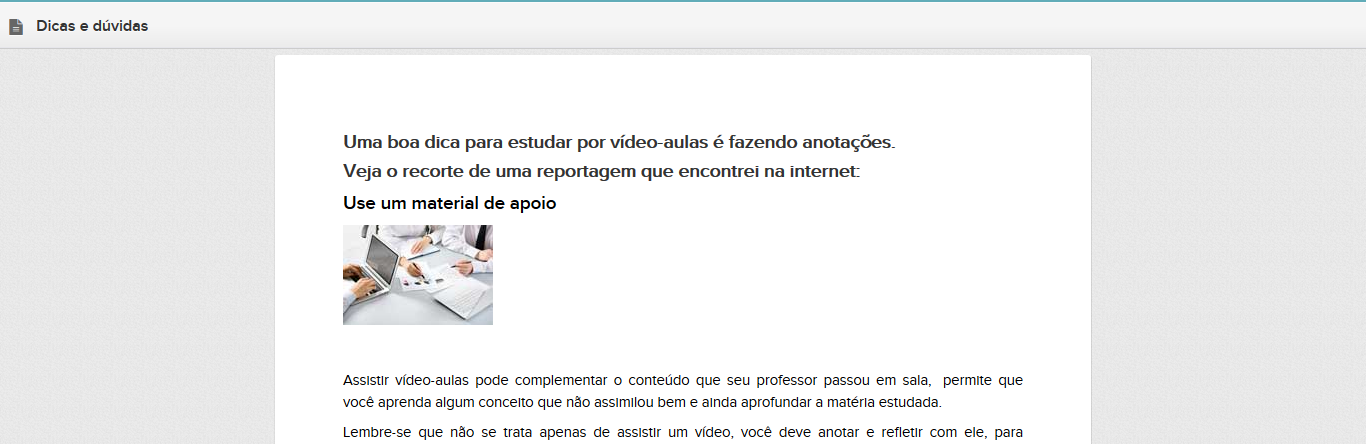 Dicas e dúvidas
Uma boa dica para estudar por vídeo-aulas é fazendo anotações.
Veja o recorte de uma reportagem que encontrei na internet:
Use um material de apoio
Assistir vídeo-aulas pode complementar o conteúdo que seu professor passou em sala, permite que
você aprenda algum conceito que não assimilou bem e ainda aprofundar a matéria estudada.
Lembre-se que não se trata apenas de assistir um vídeo, você deve anotar e refletir com ele, para